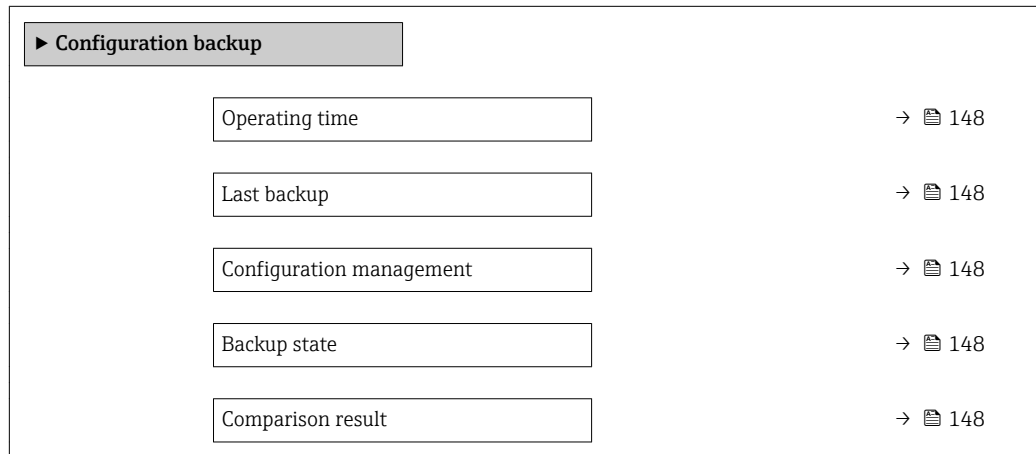 ▶ Configuration backup
Operating time → 148
Last backup → 148
Configuration management → 148
Backup state → 148
Comparison result → 148